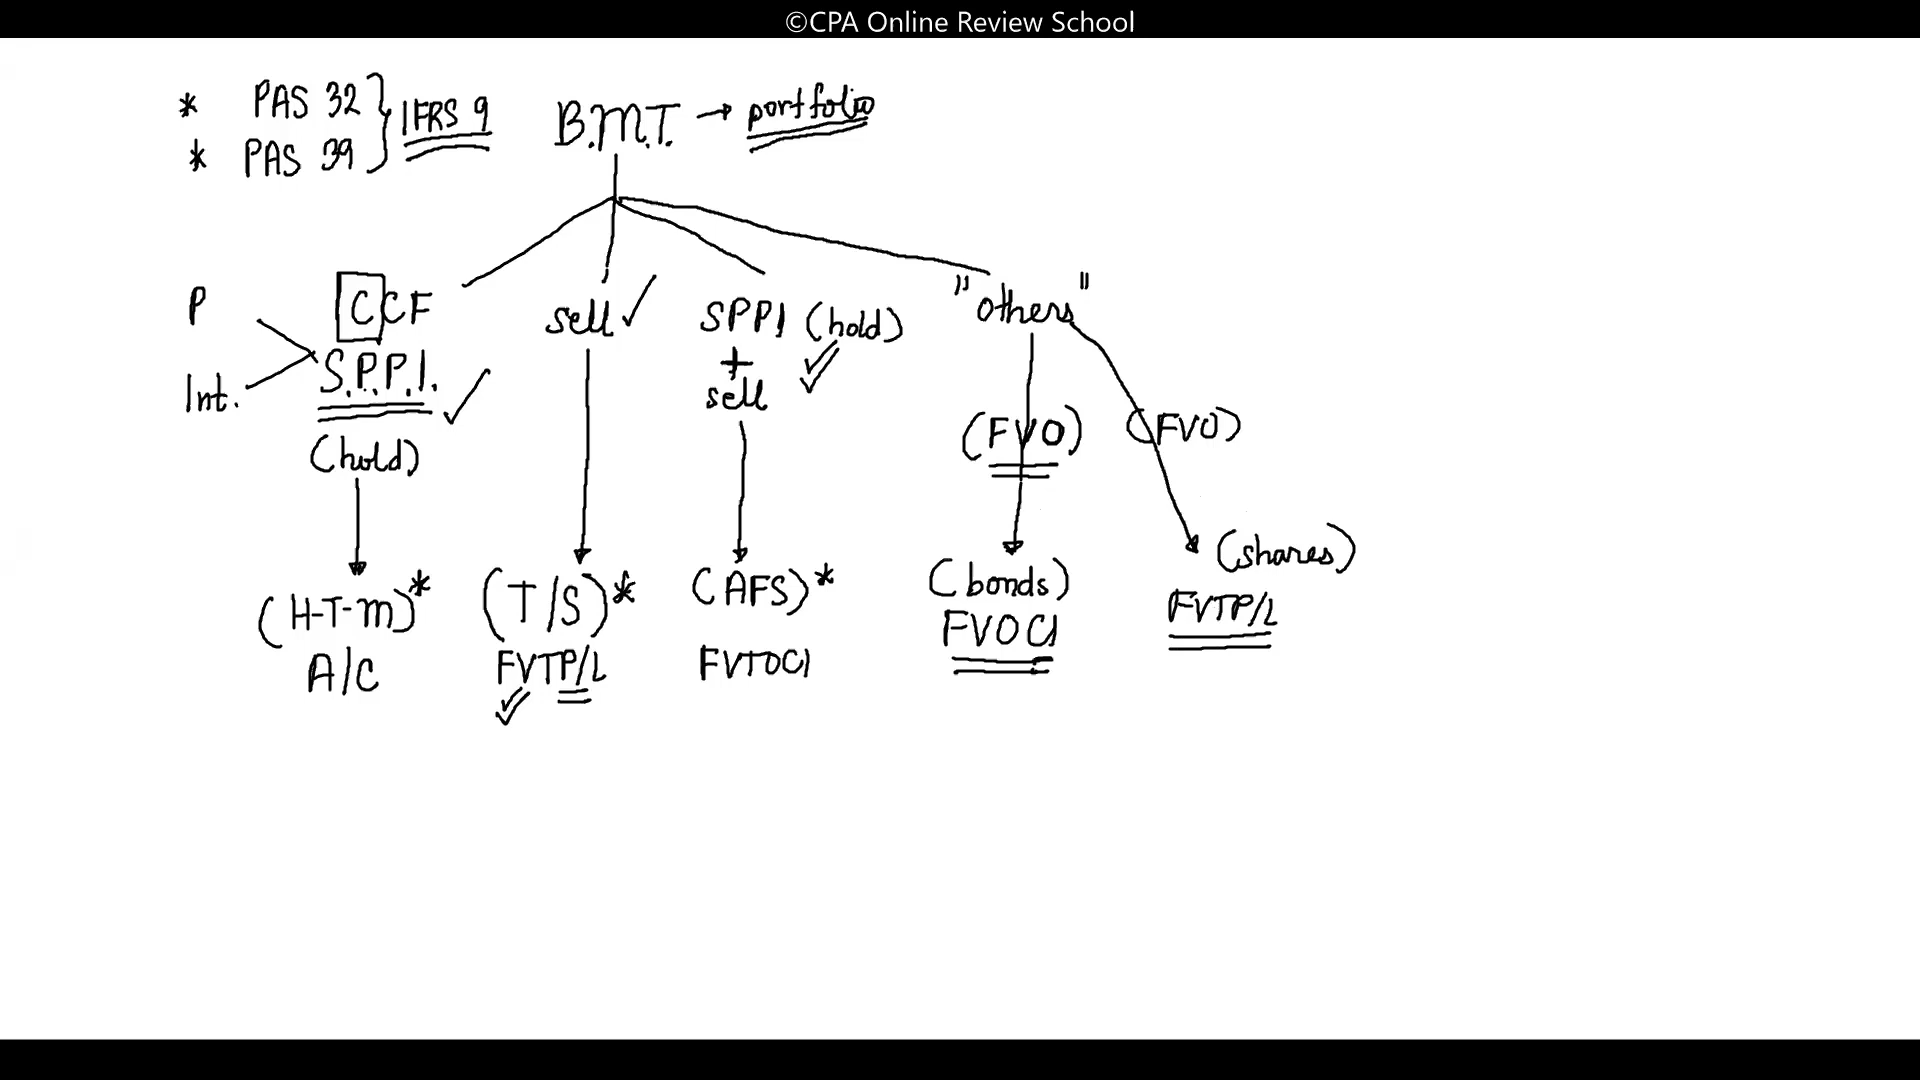 ©CPA Online Review School
* PAS 32
* PAS 39
IFRS 9
B.M.T. → portfolio
P
Int.
CCF
S.P.P.I.
(hold)
sell
SPPI (hold)
+
sell
"others"
(FVO)
(FVO)
(H-T-m)*
A/C
(T/S)*
FVTP/L
(AFS)*
FVTOCI
(bonds)
FVOCI
(shares)
FVTP/L